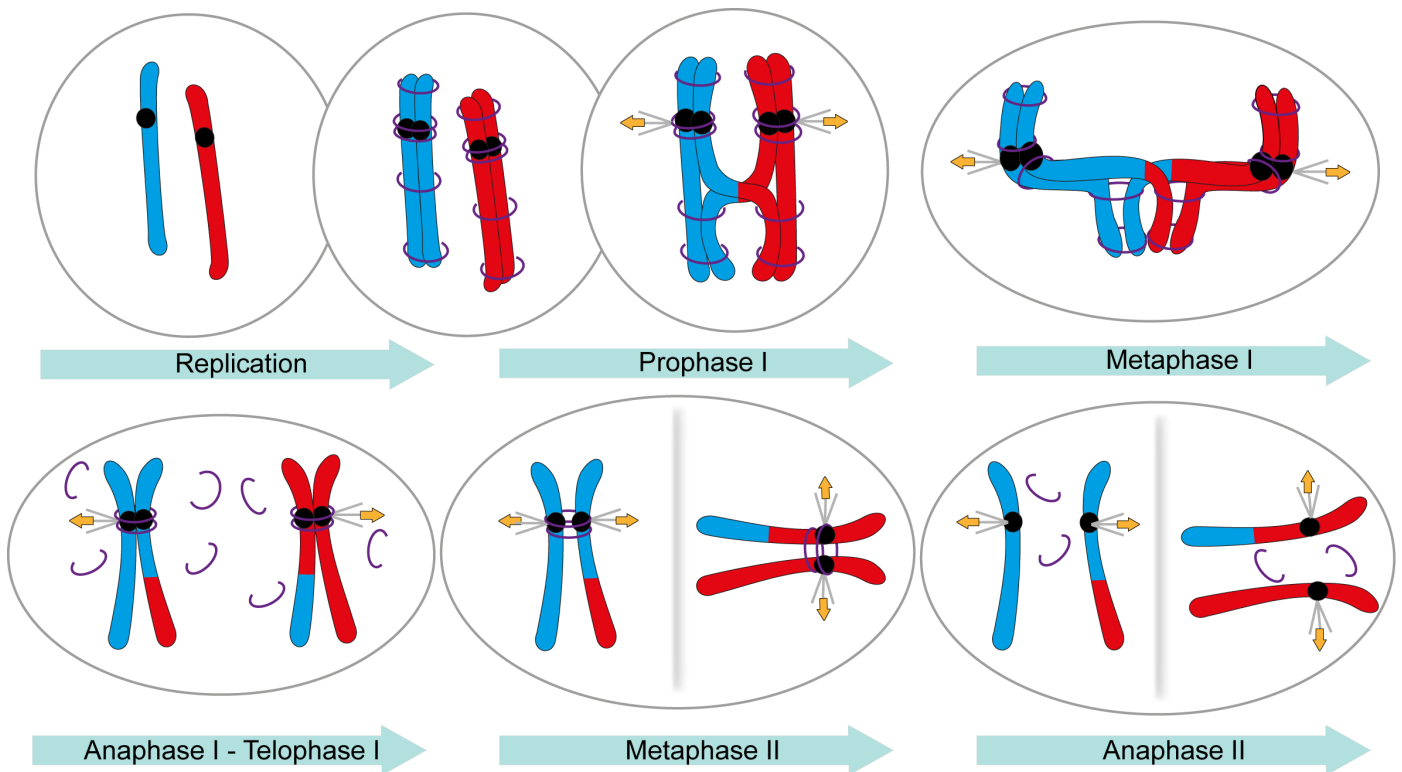 Replication
Prophase I
Metaphase I
Anaphase I - Telophase I
Metaphase II
Anaphase II